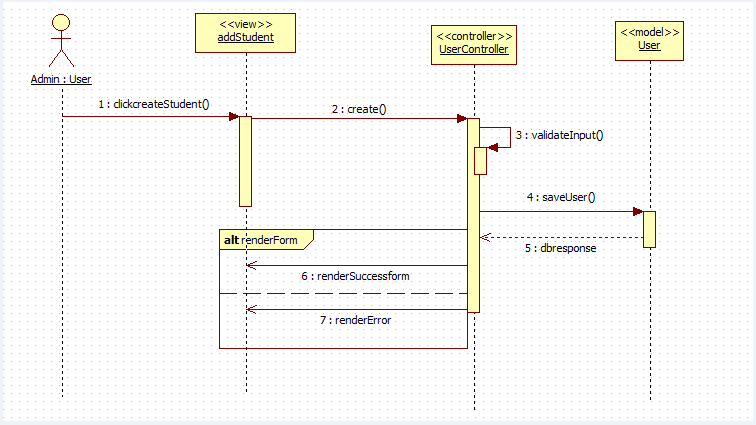 <<view>>
addStudent
<<controller>>
UserController
<<model>>
User
Admin : User
1 : clickcreateStudent()
2 : create()
3 : validateInput()
4 : saveUser()
5 : dbresponse
alt renderForm
6 : renderSuccessform
7 : renderError